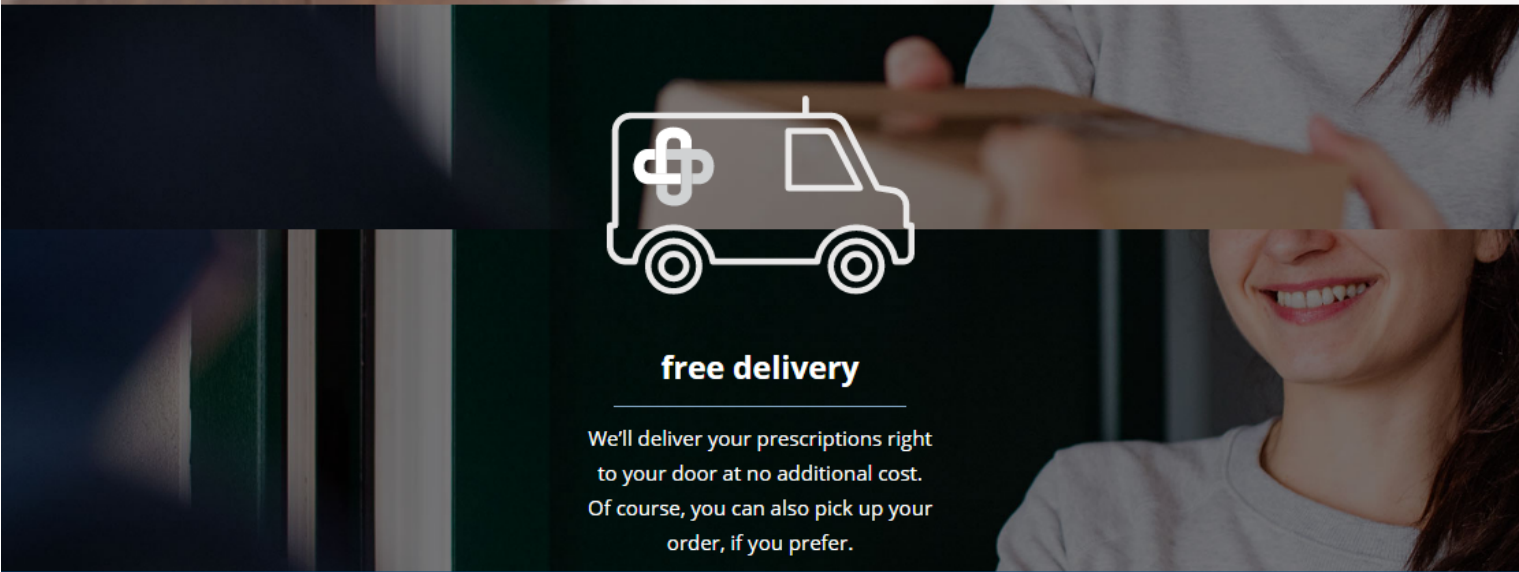 free delivery
We’ll deliver your prescriptions right
to your door at no additional cost.
Of course, you can also pick up your
order, if you prefer.